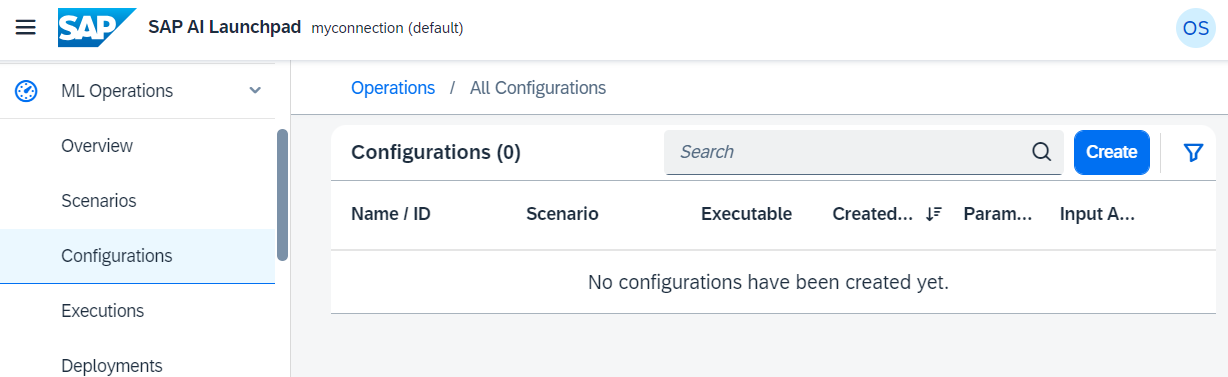 SAP SAP AI Launchpad myconnection (default) OS
ML Operations
Overview
Scenarios
Configurations
Executions
Deployments
Operations / All Configurations
Configurations (0) Search Create
Name / ID Scenario Executable Created... Param... Input A...
No configurations have been created yet.